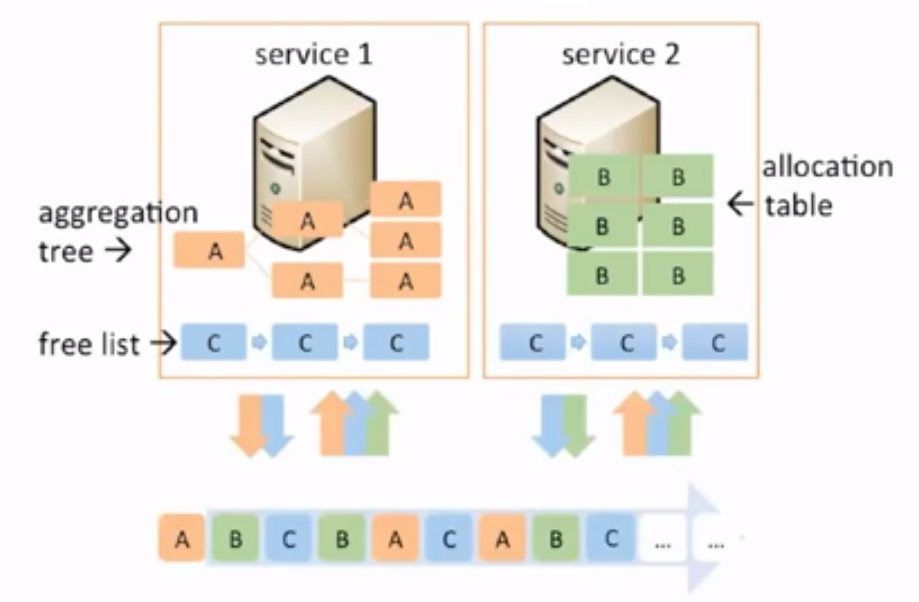 service 1
service 2
allocation
← table
aggregation
tree →
A
A
A
A
A
A
B B
B B
B B
free list →
C C C
C C C
A B C B A C A B C ... ...